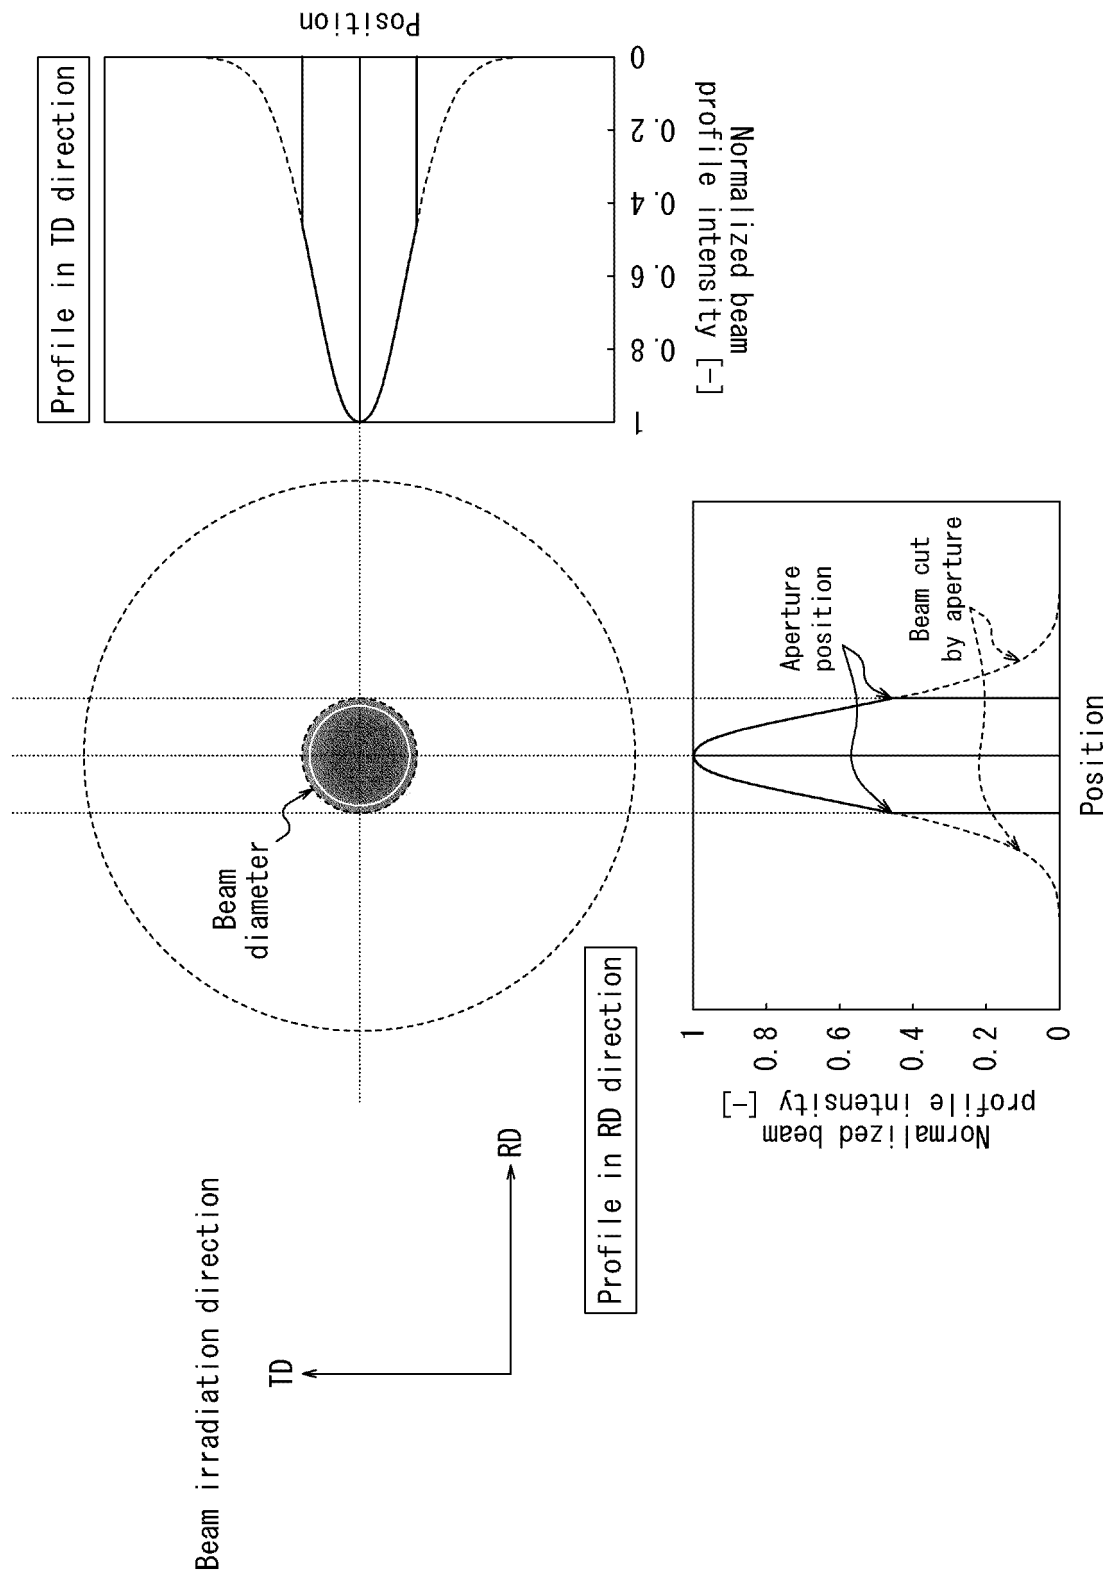 Beam irradiation direction
TD
RD
Beam
diameter
Profile in TD direction
Position
0
0.2
0.4
0.6
0.8
1
Normalized beam
profile intensity [-]
Profile in RD direction
Normalized beam
profile intensity [-]
1
0.8
0.6
0.4
0.2
0
Aperture
position
Beam cut
by aperture
Position